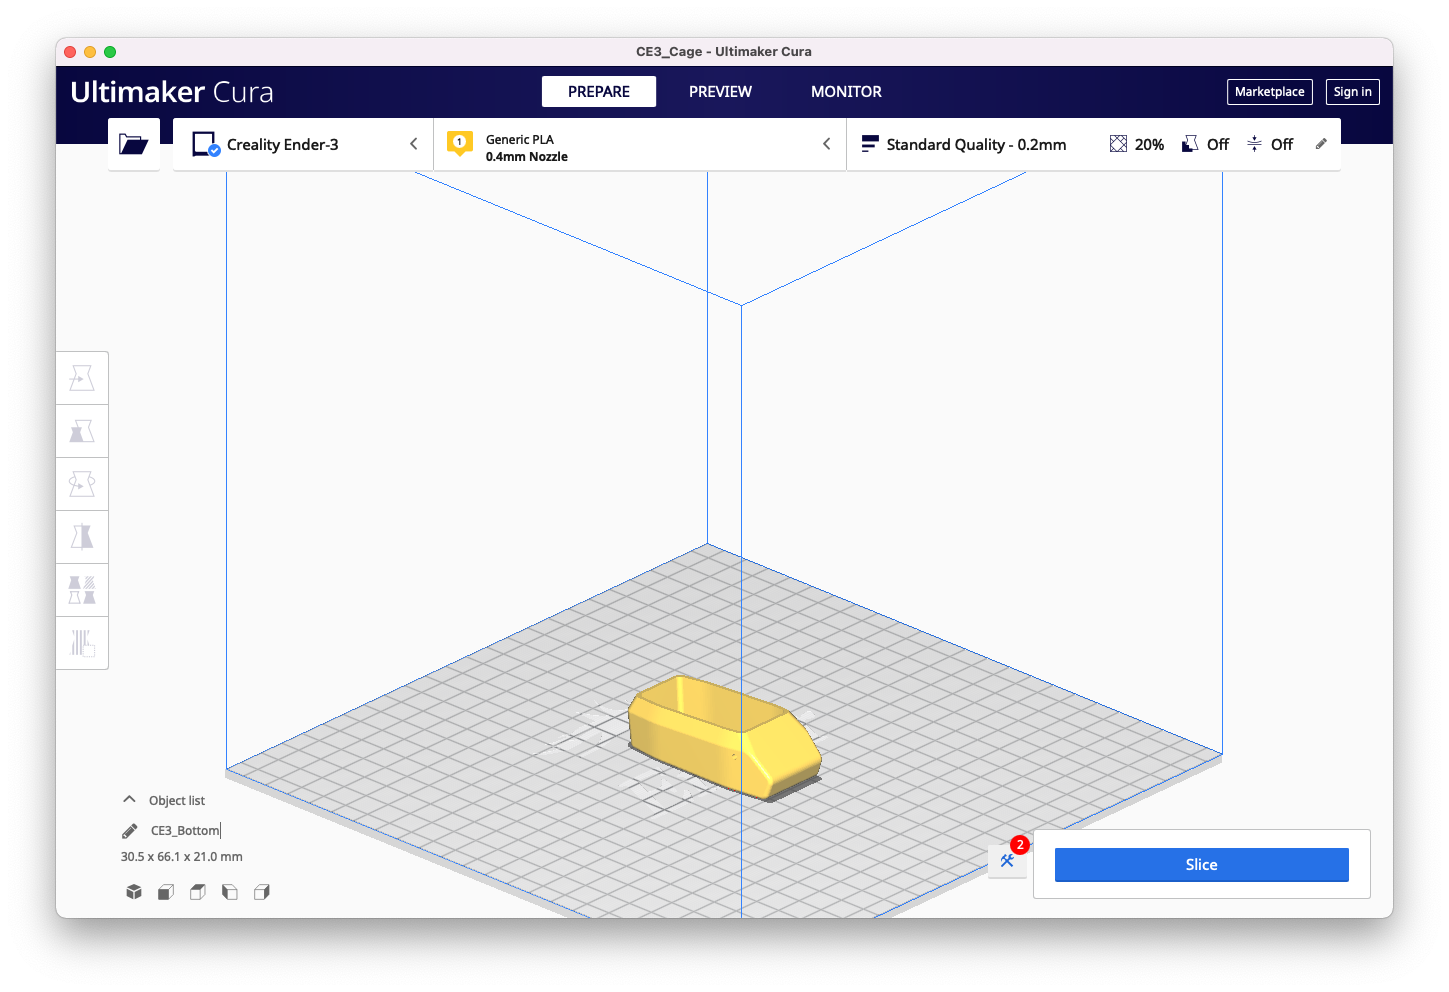 CE3_Cage - Ultimaker Cura
Ultimaker Cura
PREPARE
PREVIEW
MONITOR
Marketplace
Sign in
Creality Ender-3
1
Generic PLA
0.4mm Nozzle
Standard Quality - 0.2mm
20%
Off
Off
Object list
CE3_Bottom
30.5 x 66.1 x 21.0 mm
2
Slice